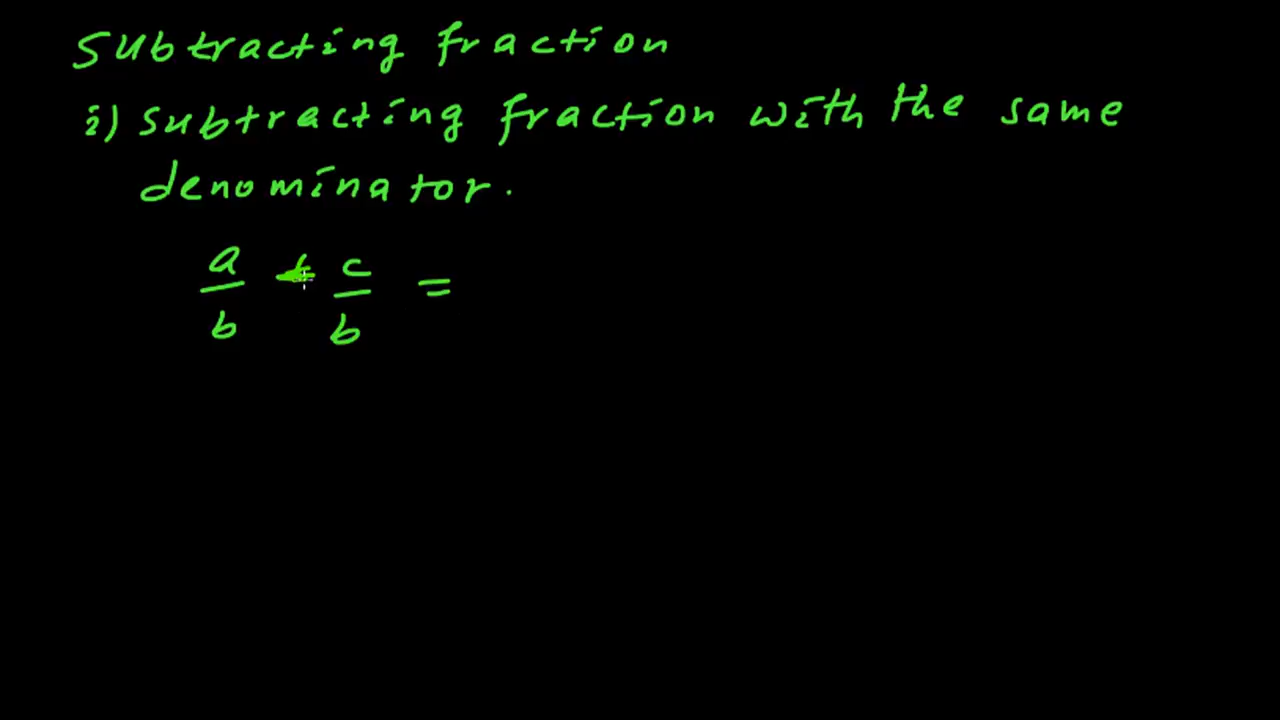 Subtracting fraction
i) subtracting fraction with the same
denominator.
a c =
b b